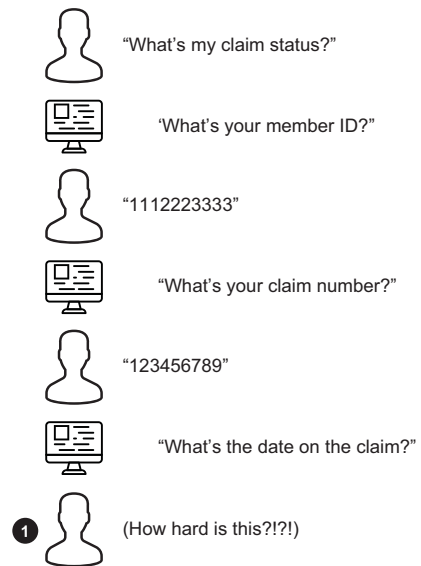 “What’s my claim status?”
‘What’s your member ID?”
“1112223333”
“What’s your claim number?”
“123456789”
“What’s the date on the claim?”
1 (How hard is this?!?!)